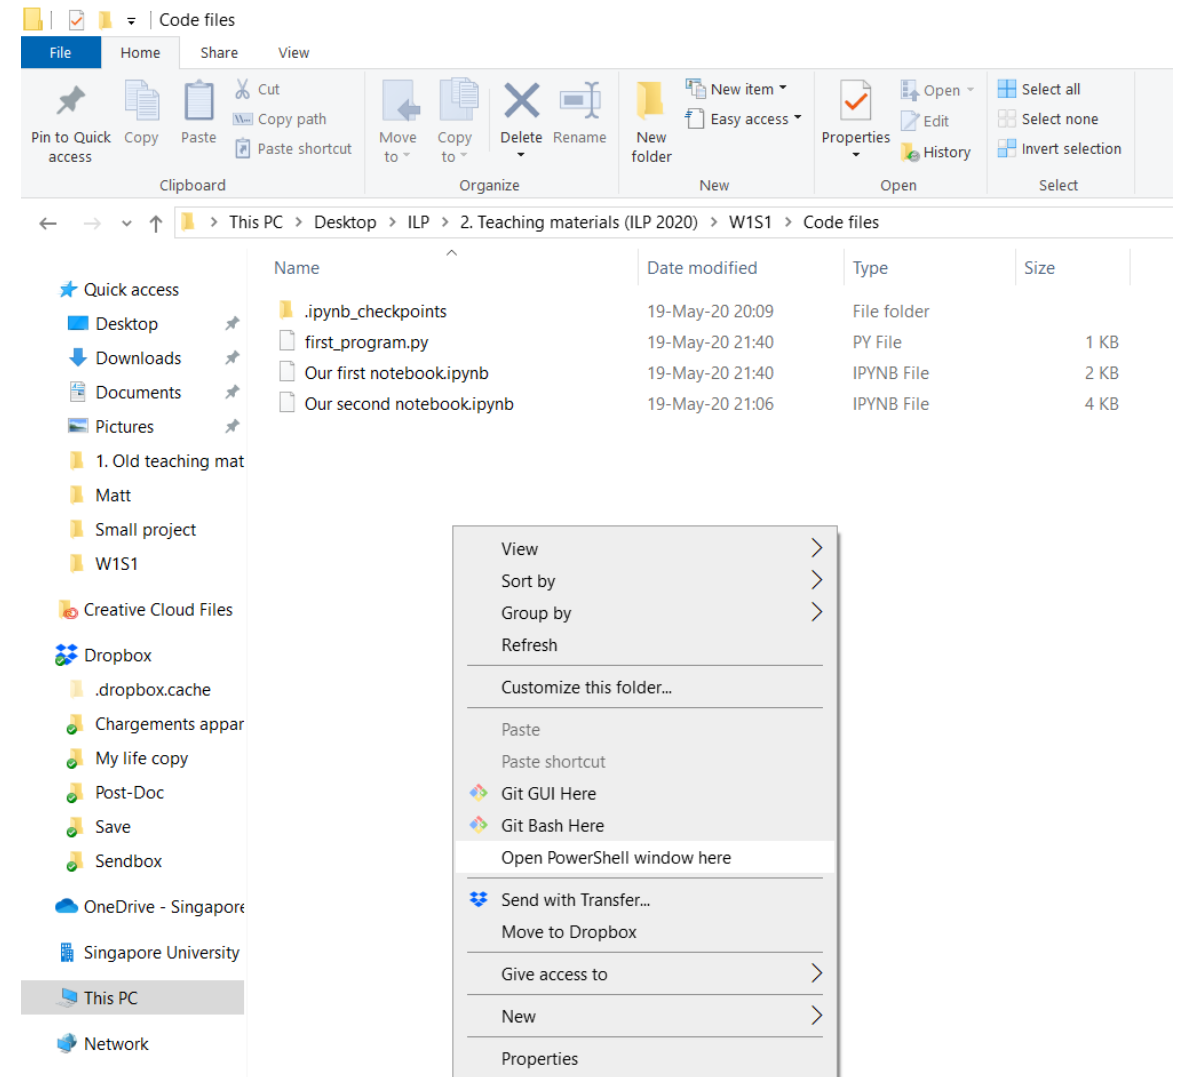 Code files
File Home Share View
Pin to Quick access
Copy
Paste
Cut
Copy path
Paste shortcut
Move to
Copy to
Delete
Rename
New folder
New item
Easy access
Properties
Open
Edit
History
Select all
Select none
Invert selection
Clipboard Organize New Open Select
This PC > Desktop > ILP > 2. Teaching materials (ILP 2020) > W1S1 > Code files
Name Date modified Type Size
.ipynb_checkpoints 19-May-20 20:09 File folder
first_program.py 19-May-20 21:40 PY File 1 KB
Our first notebook.ipynb 19-May-20 21:40 IPYNB File 2 KB
Our second notebook.ipynb 19-May-20 21:06 IPYNB File 4 KB
Quick access
Desktop
Downloads
Documents
Pictures
1. Old teaching mat
Matt
Small project
W1S1
Creative Cloud Files
Dropbox
.dropbox.cache
Chargements appar
My life copy
Post-Doc
Save
Sendbox
OneDrive - Singapore
Singapore University
This PC
Network
View
Sort by
Group by
Refresh
Customize this folder...
Paste
Paste shortcut
Git GUI Here
Git Bash Here
Open PowerShell window here
Send with Transfer...
Move to Dropbox
Give access to
New
Properties